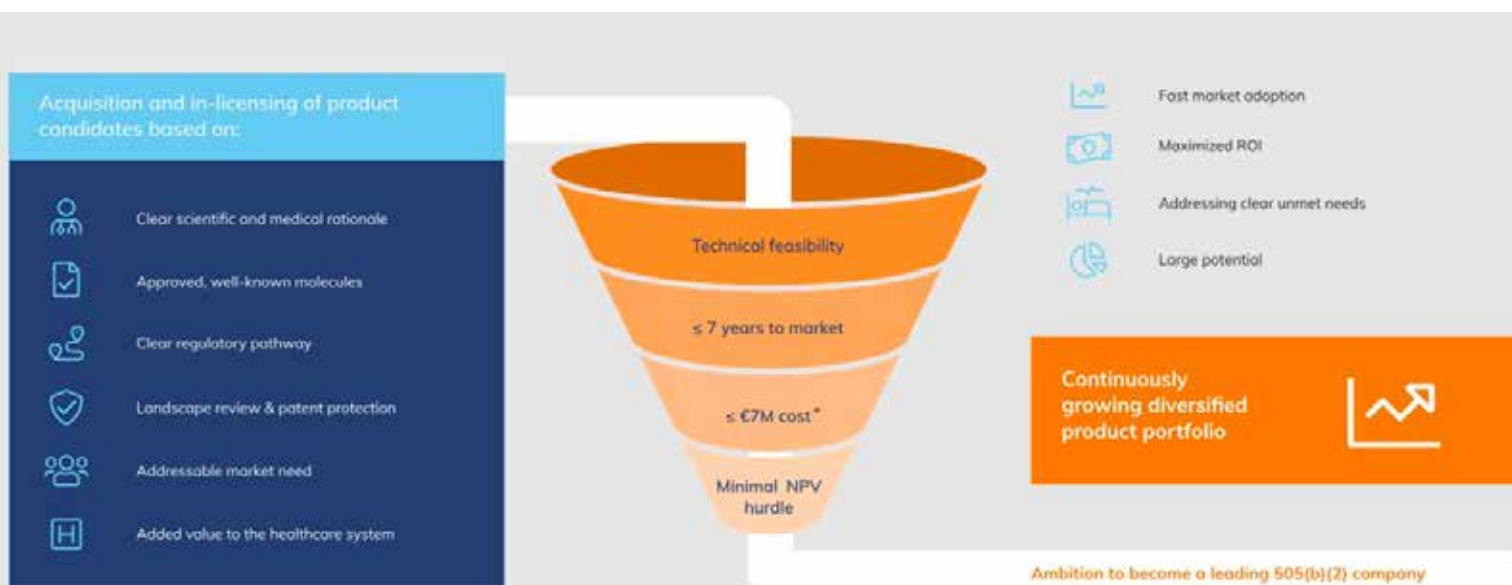 Acquisition and in-licensing of product
candidates based on:
Clear scientific and medical rationale
Approved, well-known molecules
Clear regulatory pathway
Landscape review & patent protection
Addressable market need
Added value to the healthcare system
Technical feasibility
≤ 7 years to market
≤ €7M cost*
Minimal NPV
hurdle
Fast market adoption
Maximized ROI
Addressing clear unmet needs
Large potential
Continuously
growing diversified
product portfolio
Ambition to become a leading 505(b)(2) company